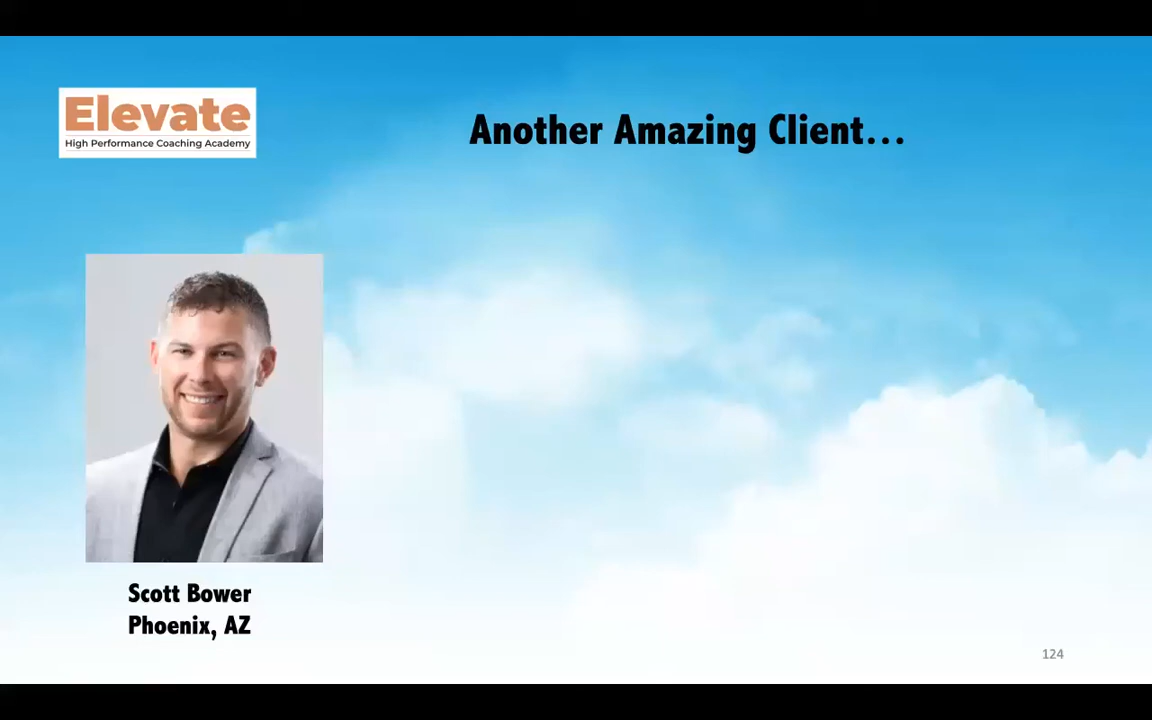 Elevate
High Performance Coaching Academy
Another Amazing Client...
Scott Bower
Phoenix, AZ
124